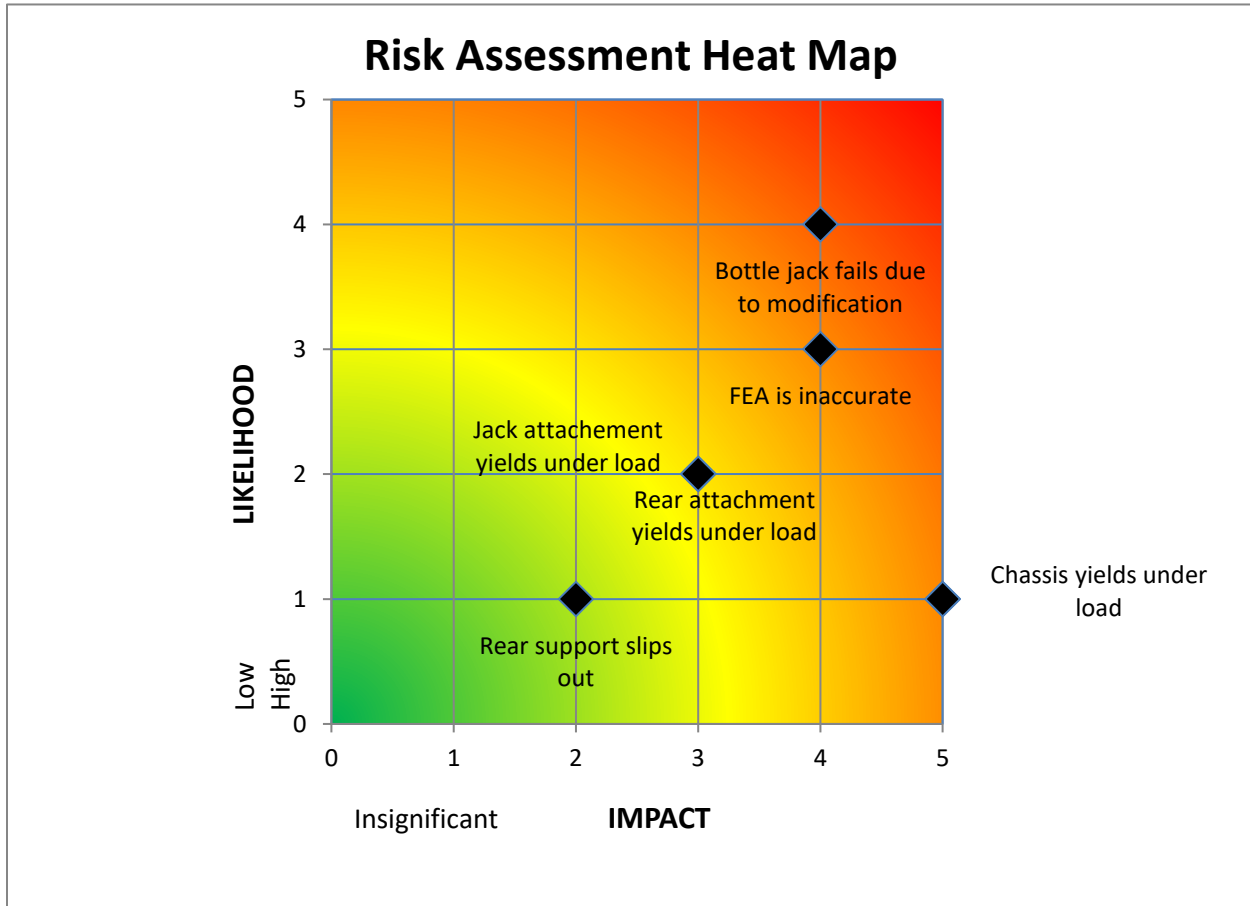 Risk Assessment Heat Map
5
4
Bottle jack fails due
to modification
3
FEA is inaccurate
LIKELIHOOD
Jack attachement
yields under load
2
Rear attachment
yields under load
1
Chassis yields under
load
Rear support slips
out
Low
High
0
0 1 2 3 4 5
Insignificant IMPACT